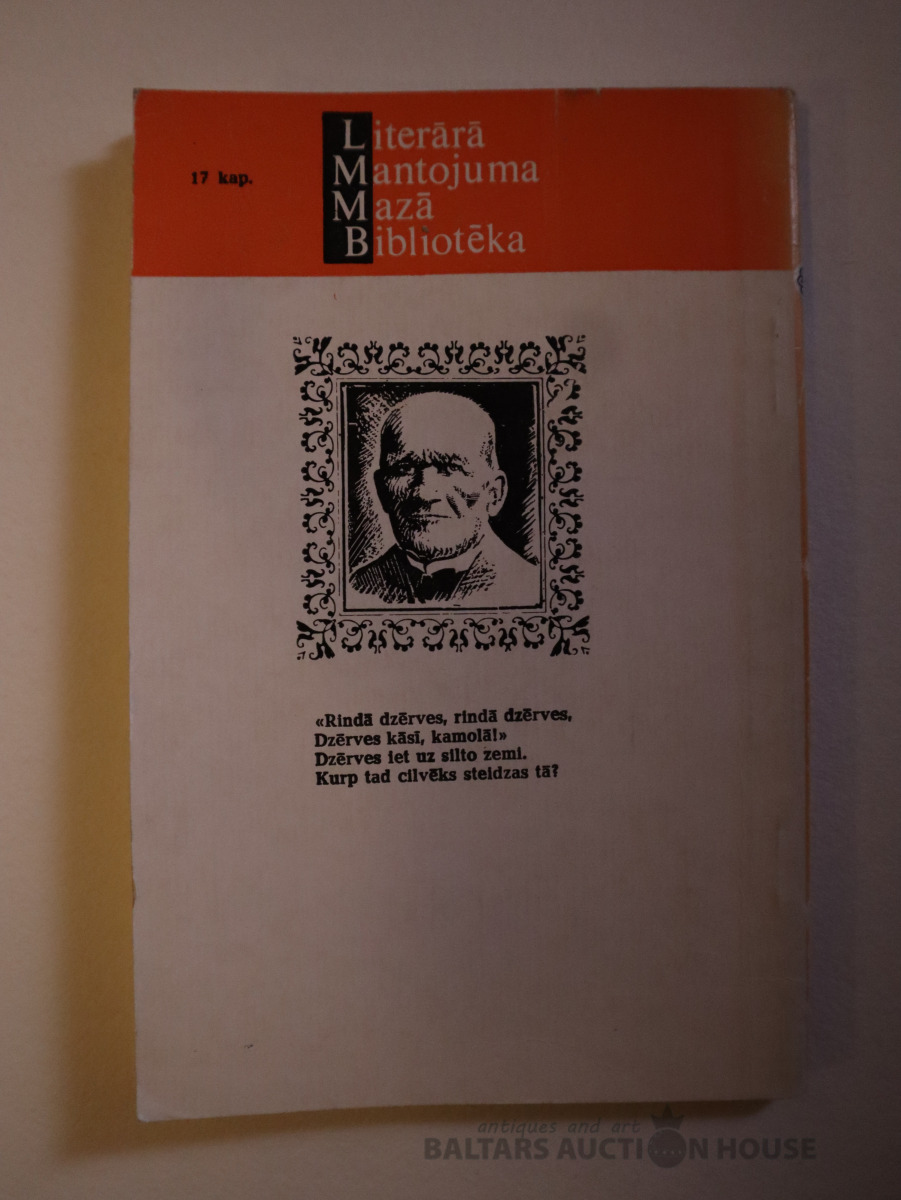 17 kap.
Literārā
Mantojuma
Mazā
Bibliotēka
«Rindā dzērves, rindā dzērves,
Dzērves kāsī, kamolā!»
Dzērves iet uz silto zemi.
Kurp tad cilvēks steidzas tā?
antiques and art
BALTARS AUCTION HOUSE